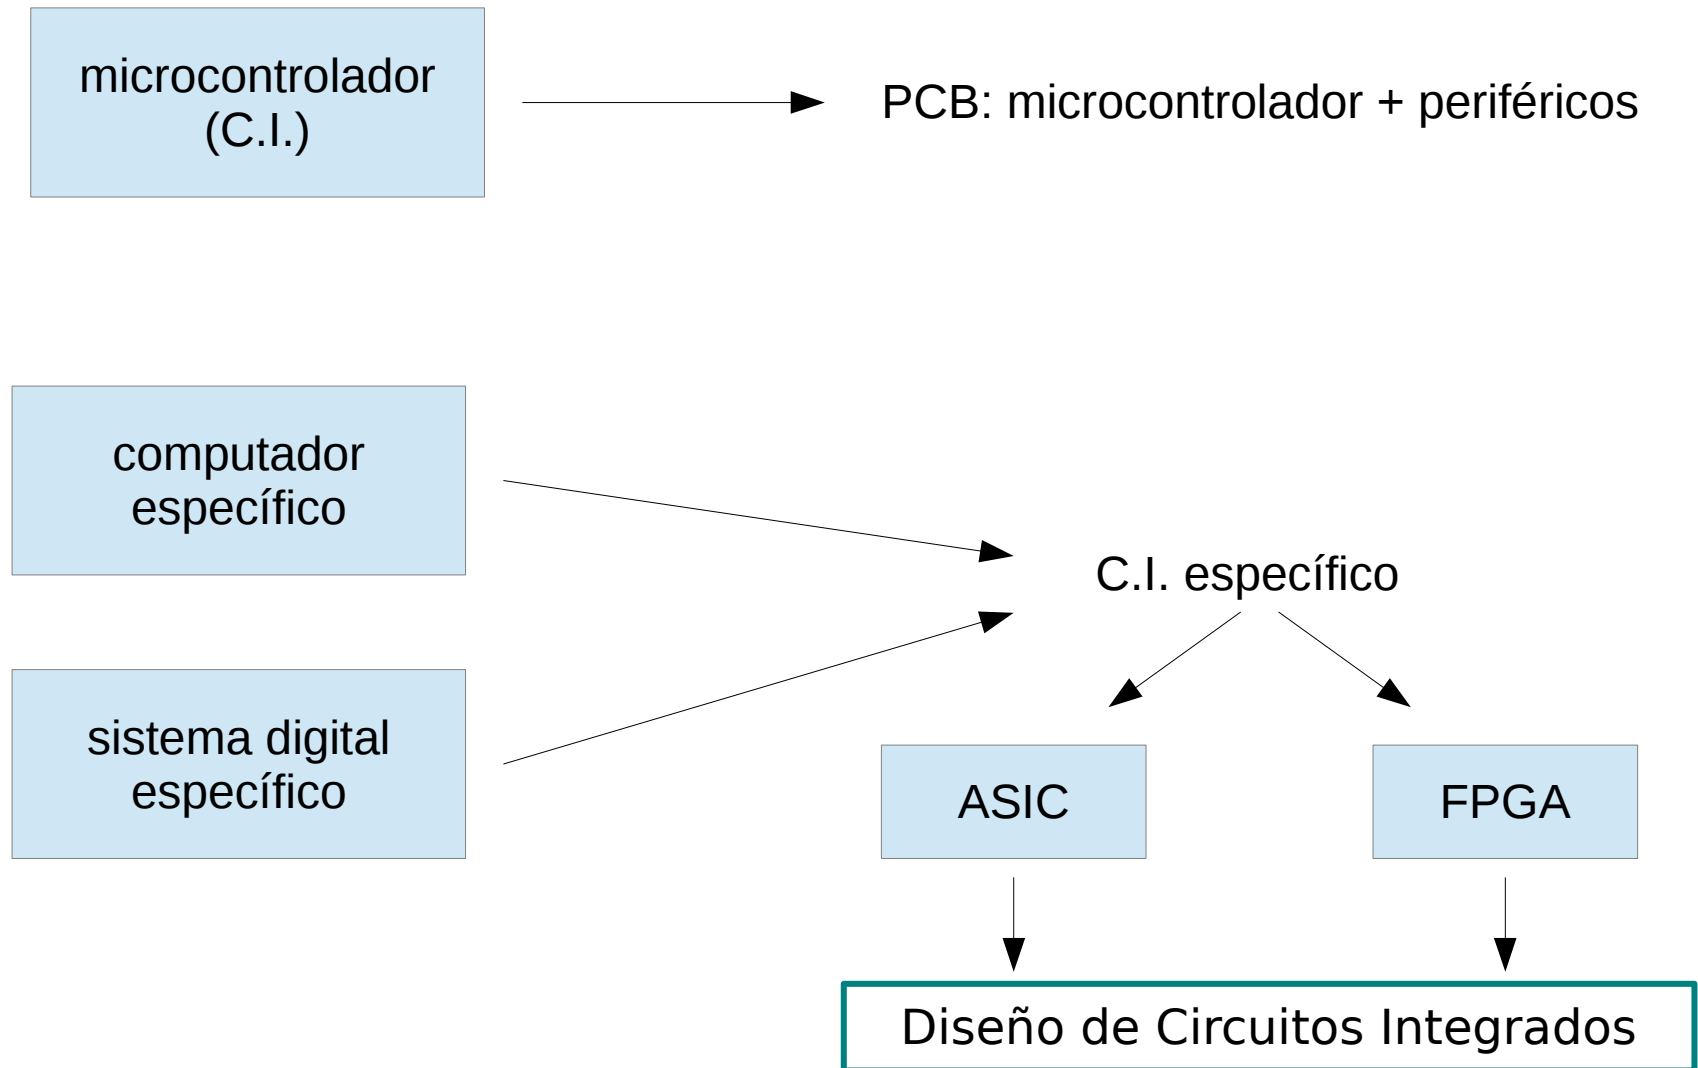 microcontrolador
(C.I.)
PCB: microcontrolador + periféricos
computador
específico
C.I. específico
sistema digital
específico
ASIC
FPGA
Diseño de Circuitos Integrados